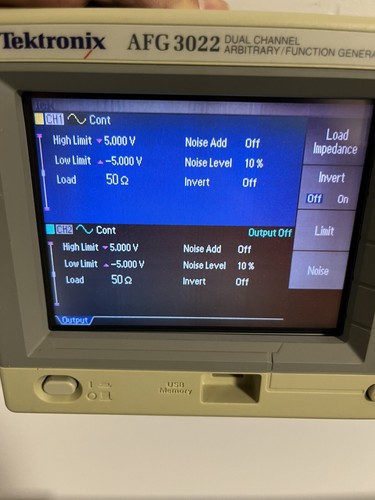 Tektronix AFG 3022 DUAL CHANNEL
ARBITRARY/FUNCTION GENERA
CH1 Cont
High Limit 5.000 V Noise Add Off
Low Limit -5.000 V Noise Level 10 %
Load 50 Ω Invert Off
CH2 Cont Output Off
High Limit 5.000 V Noise Add Off
Low Limit -5.000 V Noise Level 10 %
Load 50 Ω Invert Off
Output
Load
Impedance
Invert
Off On
Limit
Noise
USB
Memory